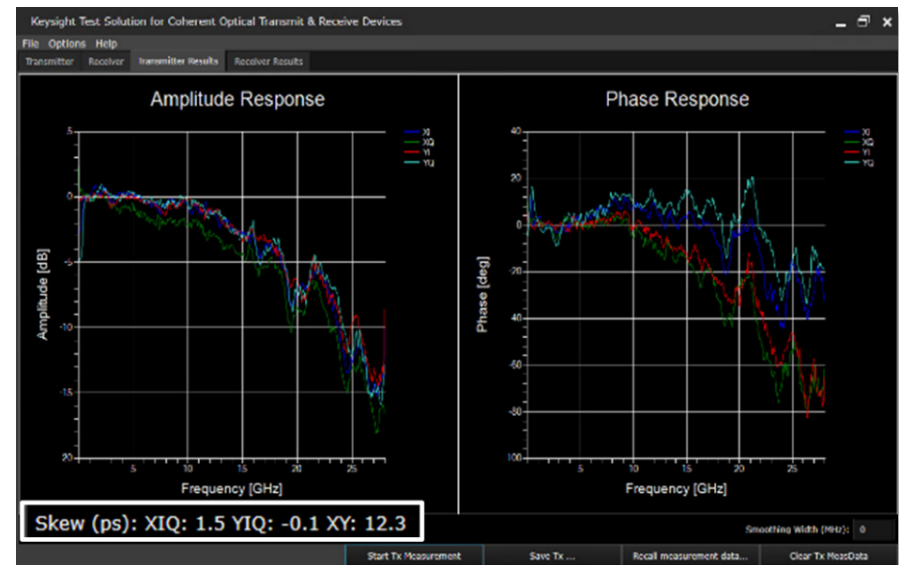 Keysight Test Solution for Coherent Optical Transmit & Receive Devices
File Options Help
Transmitter Receiver Transmitter Results Receiver Results
Amplitude Response
XI
XQ
YI
YQ
5
0
-5
-10
-15
20
5 10 15 20 25
Amplitude [dB]
Frequency [GHz]
Phase Response
XI
XQ
YI
YQ
40
20
0
-20
-40
-60
-80
100
5 10 15 20 25
Phase [deg]
Frequency [GHz]
Skew (ps): XIQ: 1.5 YIQ: -0.1 XY: 12.3
Smoothing Width (MHz): 0
Start Tx Measurement Save Tx ... Recall measurement data... Clear Tx MeasData